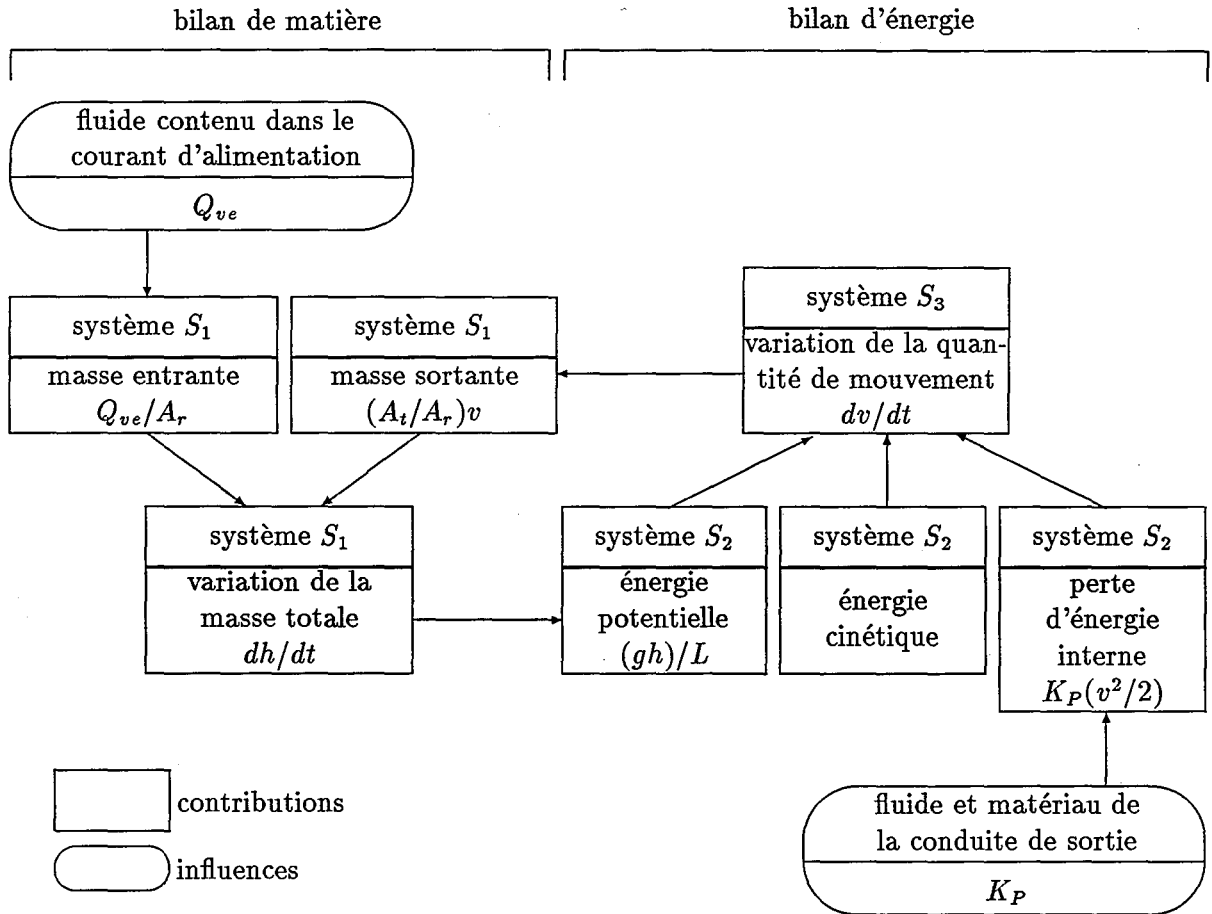 bilan de matière
bilan d'énergie
fluide contenu dans le
courant d'alimentation
Q_{ve}
système S_1
masse entrante
Q_{ve}/A_r
système S_1
masse sortante
(A_t/A_r)v
système S_3
variation de la quan-
tité de mouvement
dv/dt
système S_1
variation de la
masse totale
dh/dt
système S_2
énergie
potentielle
(gh)/L
système S_2
énergie
cinétique
système S_2
perte
d'énergie
interne
K_P(v^2/2)
contributions
influences
fluide et matériau de
la conduite de sortie
K_P